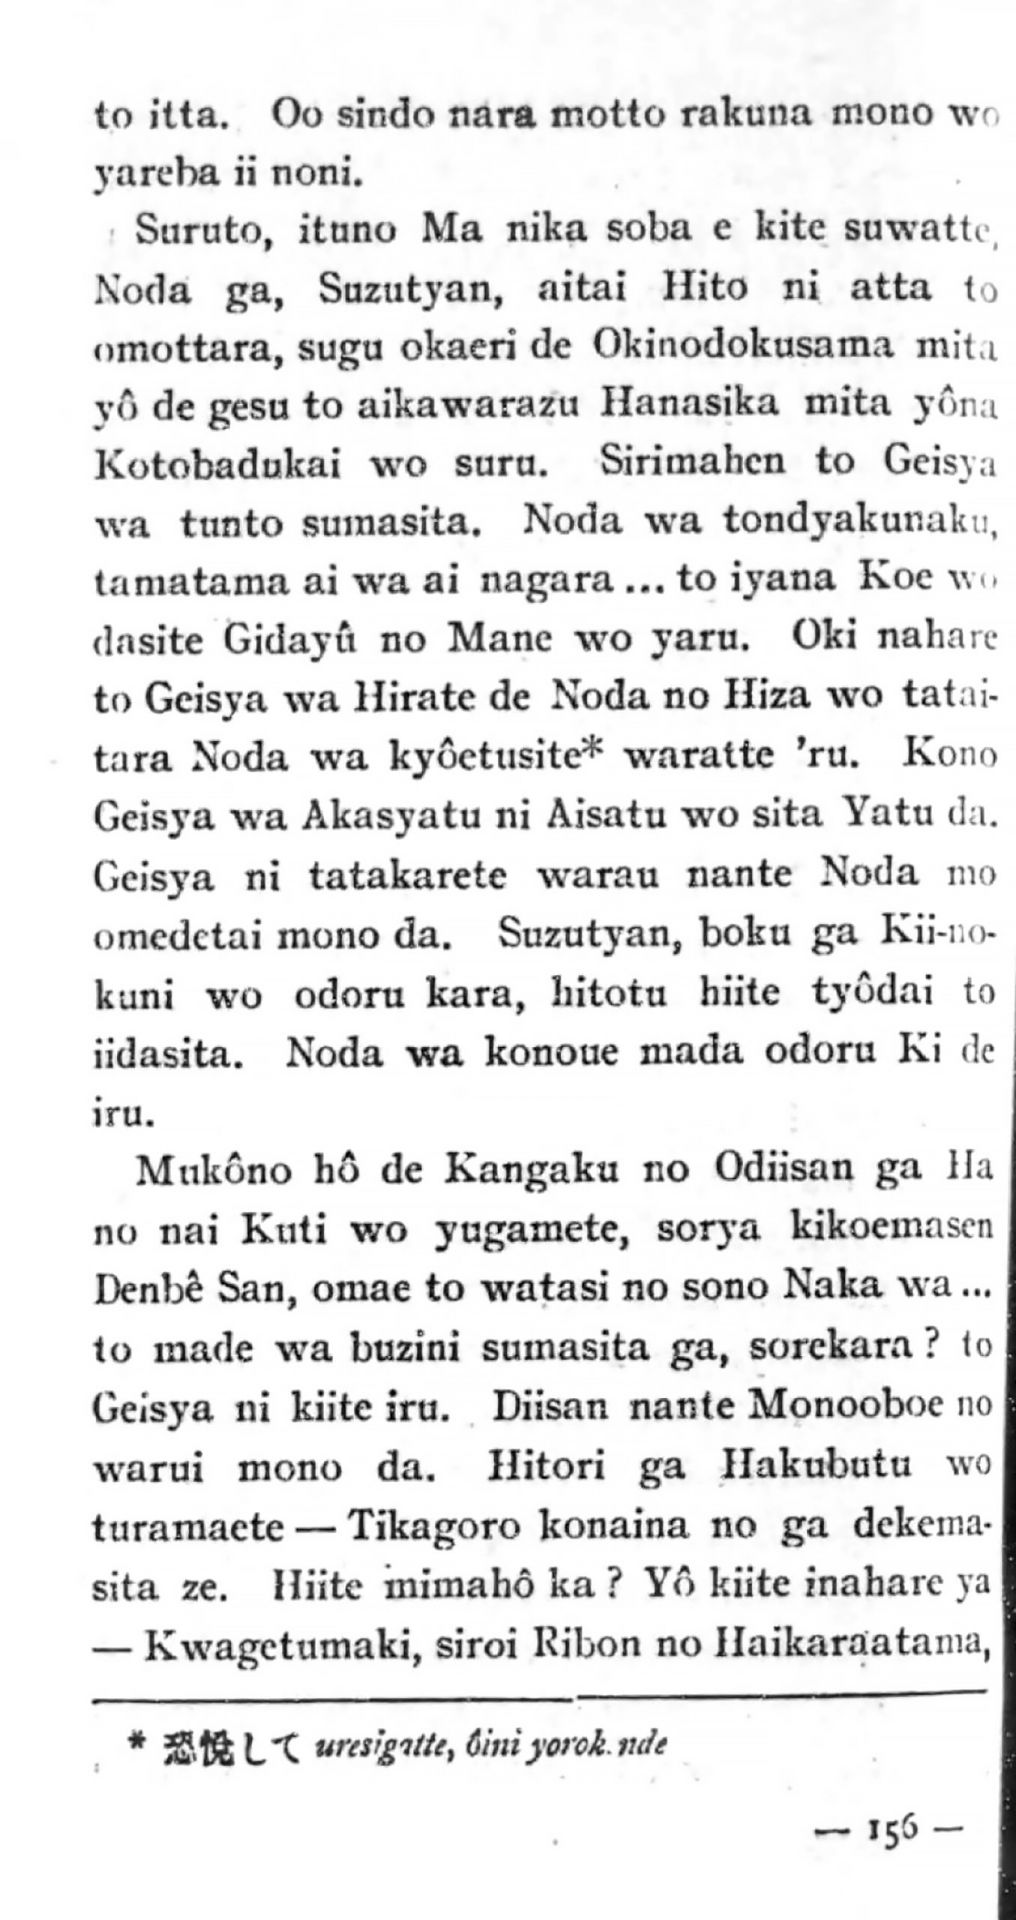 to itta. Oo sindo nara motto rakuna mono wo
yareba ii noni.
Suruto, ituno Ma nika soba e kite suwatte,
Noda ga, Suzutyan, aitai Hito ni atta to
omottara, sugu okaeri de Okinodokusama mita
yô de gesu to aikawarazu Hanasika mita yôna
Kotobadukai wo suru. Sirimahen to Geisya
wa tunto sumasita. Noda wa tondyakunaku,
tamatama ai wa ai nagara ... to iyana Koe wo
dasite Gidayû no Mane wo yaru. Oki nahare
to Geisya wa Hirate de Noda no Hiza wo tatai-
tara Noda wa kyôetusite* waratte 'ru. Kono
Geisya wa Akasyatu ni Aisatu wo sita Yatu da.
Geisya ni tatakarete warau nante Noda mo
omedetai mono da. Suzutyan, boku ga Kii-no-
kuni wo odoru kara, hitotu hiite tyôdai to
iidasita. Noda wa konoue mada odoru Ki de
iru.
Mukôno hô de Kangaku no Odiisan ga Ha
no nai Kuti wo yugamete, sorya kikoemasen
Denbê San, omae to watasi no sono Naka wa ...
to made wa buzini sumasita ga, sorekara? to
Geisya ni kiite iru. Diisan nante Monooboe no
warui mono da. Hitori ga Hakubutu wo
turamaete — Tikagoro konaina no ga dekema-
sita ze. Hiite mimahô ka? Yô kiite inahare ya
— Kwagetumaki, siroi Ribon no Haikaraatama,
* 恐悦して uresigatte, ôini yorok.nde
— 156 —